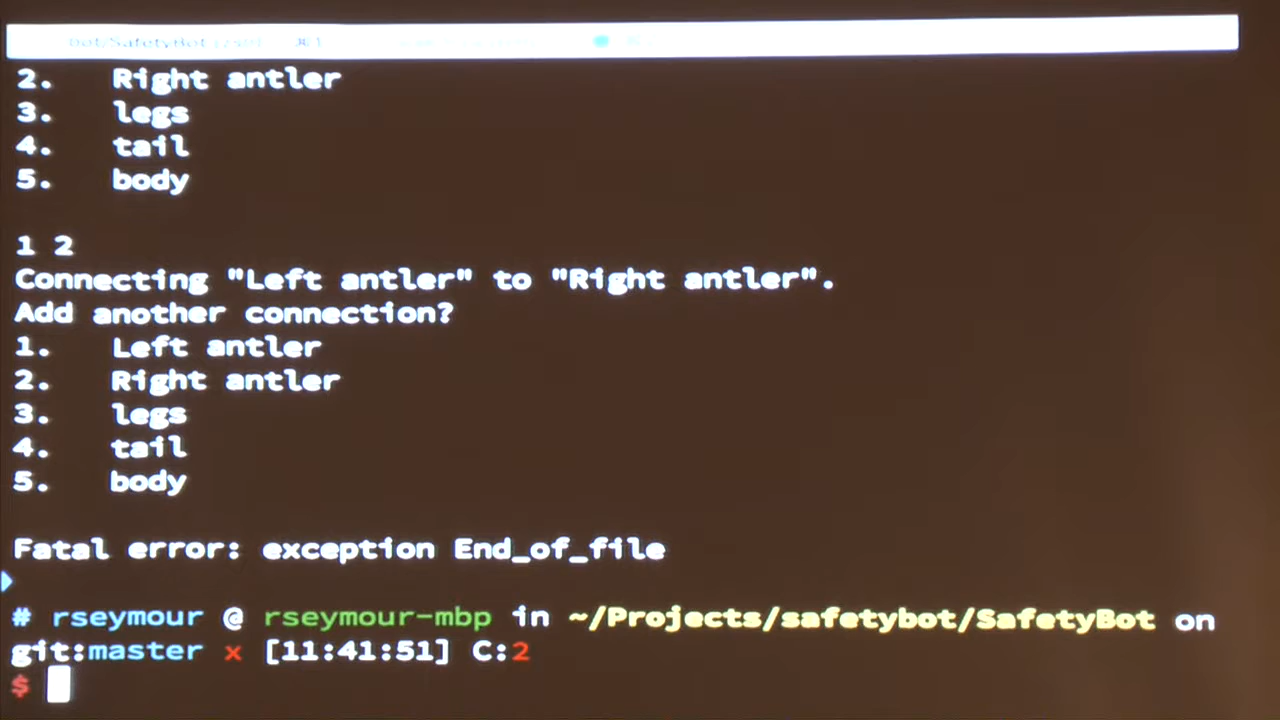 2. Right antler
3. legs
4. tail
5. body
1 2
Connecting "Left antler" to "Right antler".
Add another connection?
1. Left antler
2. Right antler
3. legs
4. tail
5. body
Fatal error: exception End_of_file
# rseymour @ rseymour-mbp in ~/Projects/safetybot/SafetyBot on
git:master x [11:41:51] C:2
$